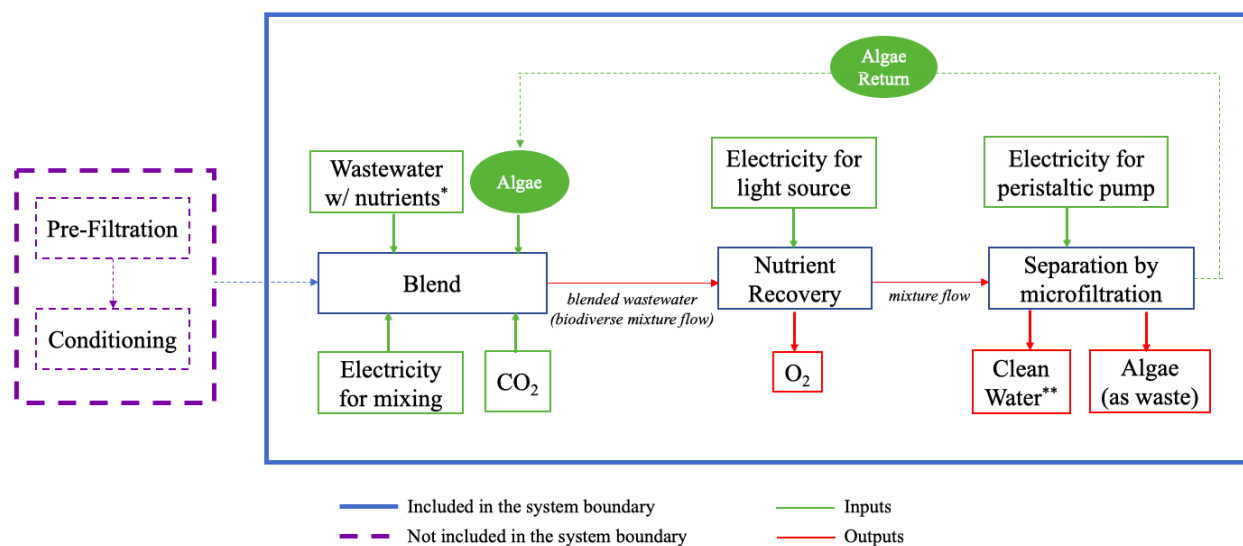 Algae
Return
Wastewater
w/ nutrients*
Algae
Electricity for
light source
Electricity for
peristaltic pump
Pre-Filtration
Conditioning
Blend
blended wastewater
(biodiverse mixture flow)
Nutrient
Recovery
mixture flow
Separation by
microfiltration
Electricity
for mixing
CO₂
O₂
Clean
Water**
Algae
(as waste)
Included in the system boundary
Not included in the system boundary
Inputs
Outputs